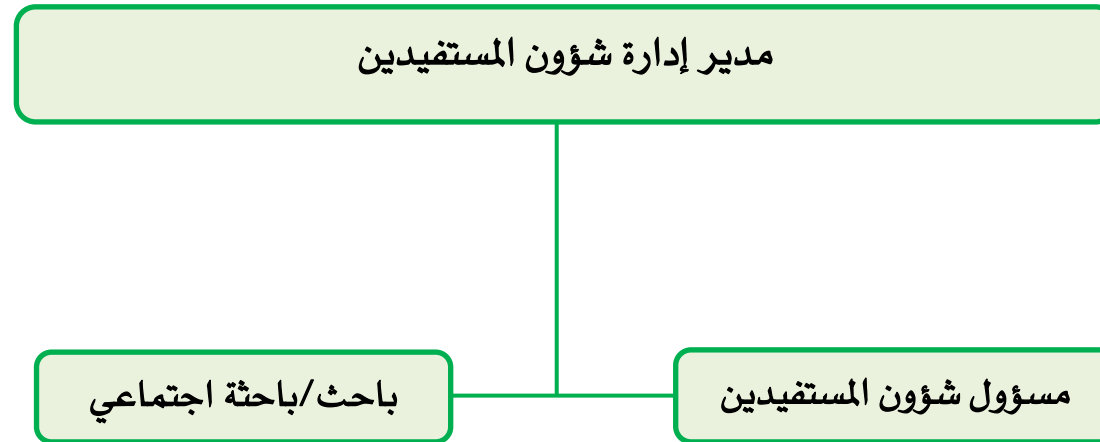 مدير إدارة شؤون المستفيدين
مسؤول شؤون المستفيدين
باحث/باحثة اجتماعي